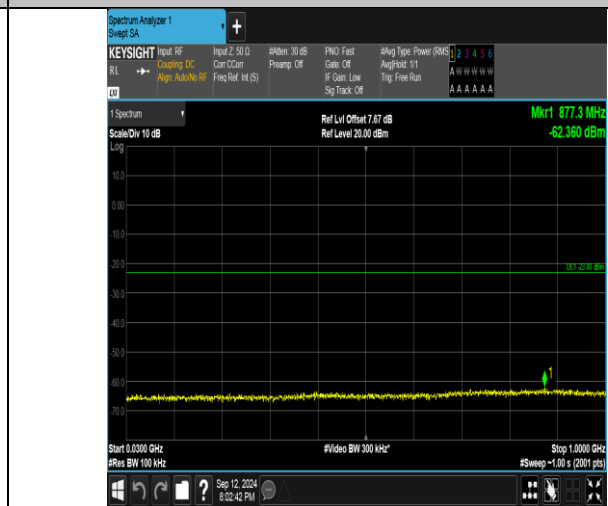 Spectrum Analyzer 1
Swept SA
+
KEYSIGHT Input: RF Input Z: 50 Ω #Atten: 30 dB PNO: Fast #Avg Type: Power (RMS 1 2 3 4 5 6
RL Coupling: DC Corr CCorr Preamp: Off Gate: Off Avg|Hold: 1/1 A W W W W W
Align: Auto/No RF Freq Ref: Int (S) IF Gain: Low Trig: Free Run
LXI Sig Track: Off A A A A A A
1 Spectrum Ref Lvl Offset 7.67 dB Mkr1 877.3 MHz
Scale/Div 10 dB Ref Level 20.00 dBm -62.360 dBm
Log
10.0
0.00
-10.0
-20.0
DL1 -23.00 dBm
-30.0
-40.0
-50.0
1
-60.0
-70.0
Start 0.0300 GHz #Video BW 300 kHz* Stop 1.0000 GHz
#Res BW 100 kHz #Sweep ~1.00 s (2001 pts)
? Sep 12, 2024
8:02:42 PM